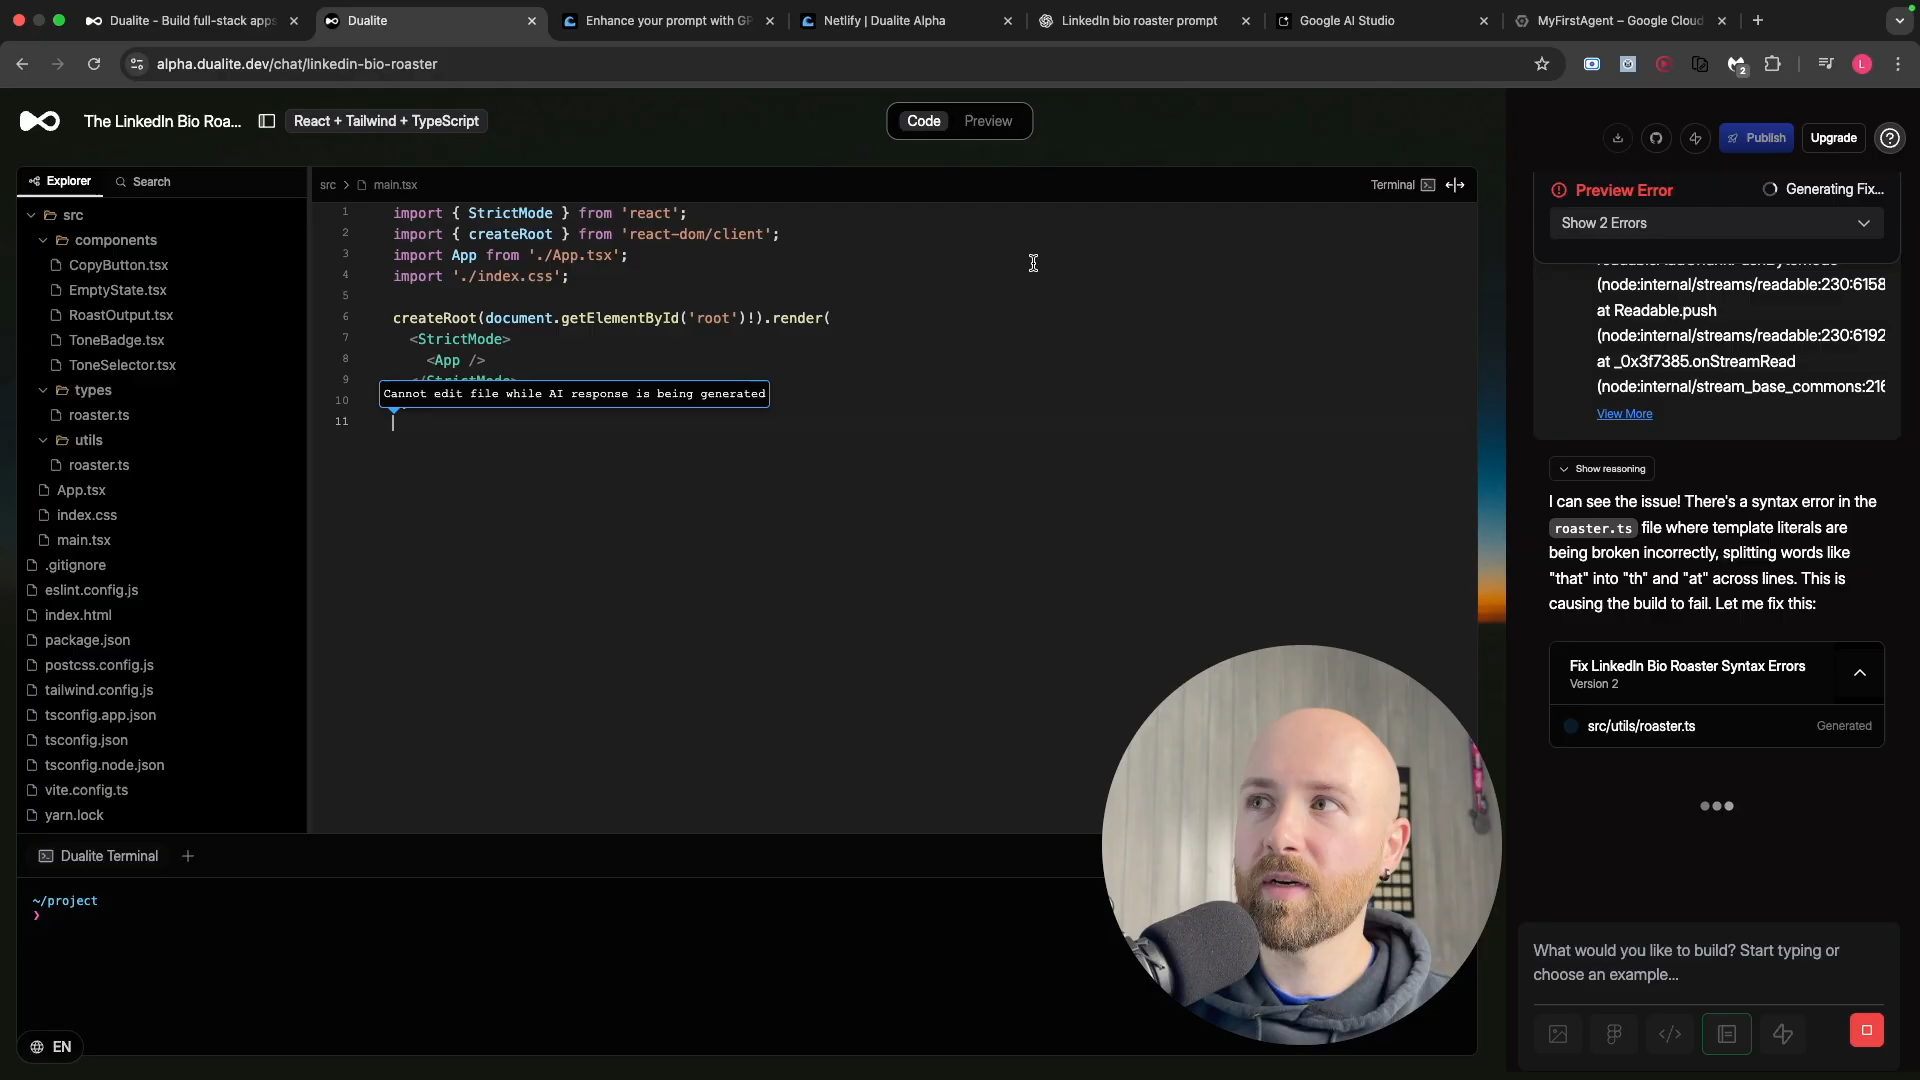 Dualite - Build full-stack apps
Dualite
Enhance your prompt with GP
Netlify | Dualite Alpha
LinkedIn bio roaster prompt
Google AI Studio
MyFirstAgent – Google Cloud
alpha.dualite.dev/chat/linkedin-bio-roaster
2
L
The LinkedIn Bio Roa...
React + Tailwind + TypeScript
Code
Preview
Publish
Upgrade
Explorer
Search
src
components
CopyButton.tsx
EmptyState.tsx
RoastOutput.tsx
ToneBadge.tsx
ToneSelector.tsx
types
roaster.ts
utils
roaster.ts
App.tsx
index.css
main.tsx
.gitignore
eslint.config.js
index.html
package.json
postcss.config.js
tailwind.config.js
tsconfig.app.json
tsconfig.json
tsconfig.node.json
vite.config.ts
yarn.lock
src > main.tsx
Terminal
1 import { StrictMode } from 'react';
2 import { createRoot } from 'react-dom/client';
3 import App from './App.tsx';
4 import './index.css';
5
6 createRoot(document.getElementById('root')!).render(
7 <StrictMode>
8 <App />
9 </StrictMode>
10
11
Cannot edit file while AI response is being generated
Dualite Terminal
~/project
❯
EN
Preview Error
Generating Fix...
Show 2 Errors
(node:internal/streams/readable:230:6158
at Readable.push
(node:internal/streams/readable:230:6192
at _0x3f7385.onStreamRead
(node:internal/stream_base_commons:216
View More
Show reasoning
I can see the issue! There's a syntax error in the
roaster.ts file where template literals are
being broken incorrectly, splitting words like
"that" into "th" and "at" across lines. This is
causing the build to fail. Let me fix this:
Fix LinkedIn Bio Roaster Syntax Errors
Version 2
src/utils/roaster.ts
Generated
What would you like to build? Start typing or
choose an example...